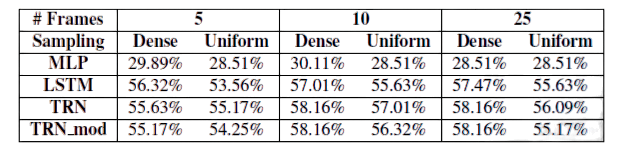 # Frames 5 10 25
Sampling Dense Uniform Dense Uniform Dense Uniform
MLP 29.89% 28.51% 30.11% 28.51% 28.51% 28.51%
LSTM 56.32% 53.56% 57.01% 55.63% 57.47% 55.63%
TRN 55.63% 55.17% 58.16% 57.01% 58.16% 56.09%
TRN_mod 55.17% 54.25% 58.16% 56.32% 58.16% 55.17%